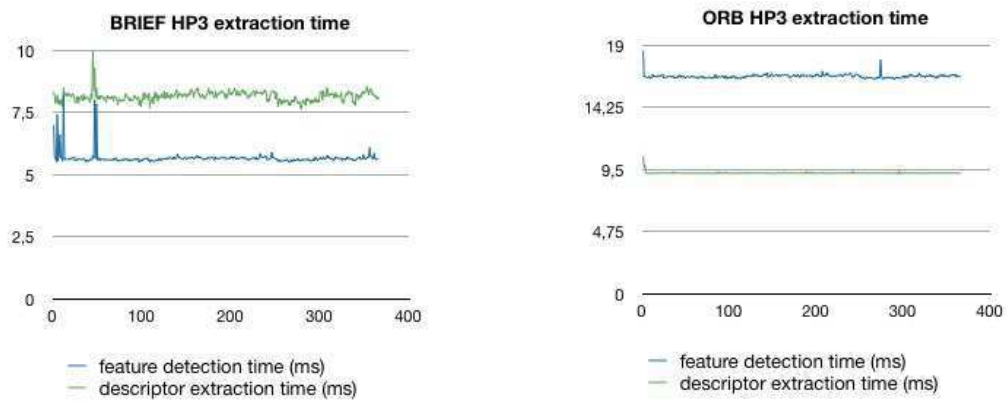 BRIEF HP3 extraction time
10
7,5
5
2,5
0
0 100 200 300 400
feature detection time (ms)
descriptor extraction time (ms)
ORB HP3 extraction time
19
14,25
9,5
4,75
0
0 100 200 300 400
feature detection time (ms)
descriptor extraction time (ms)